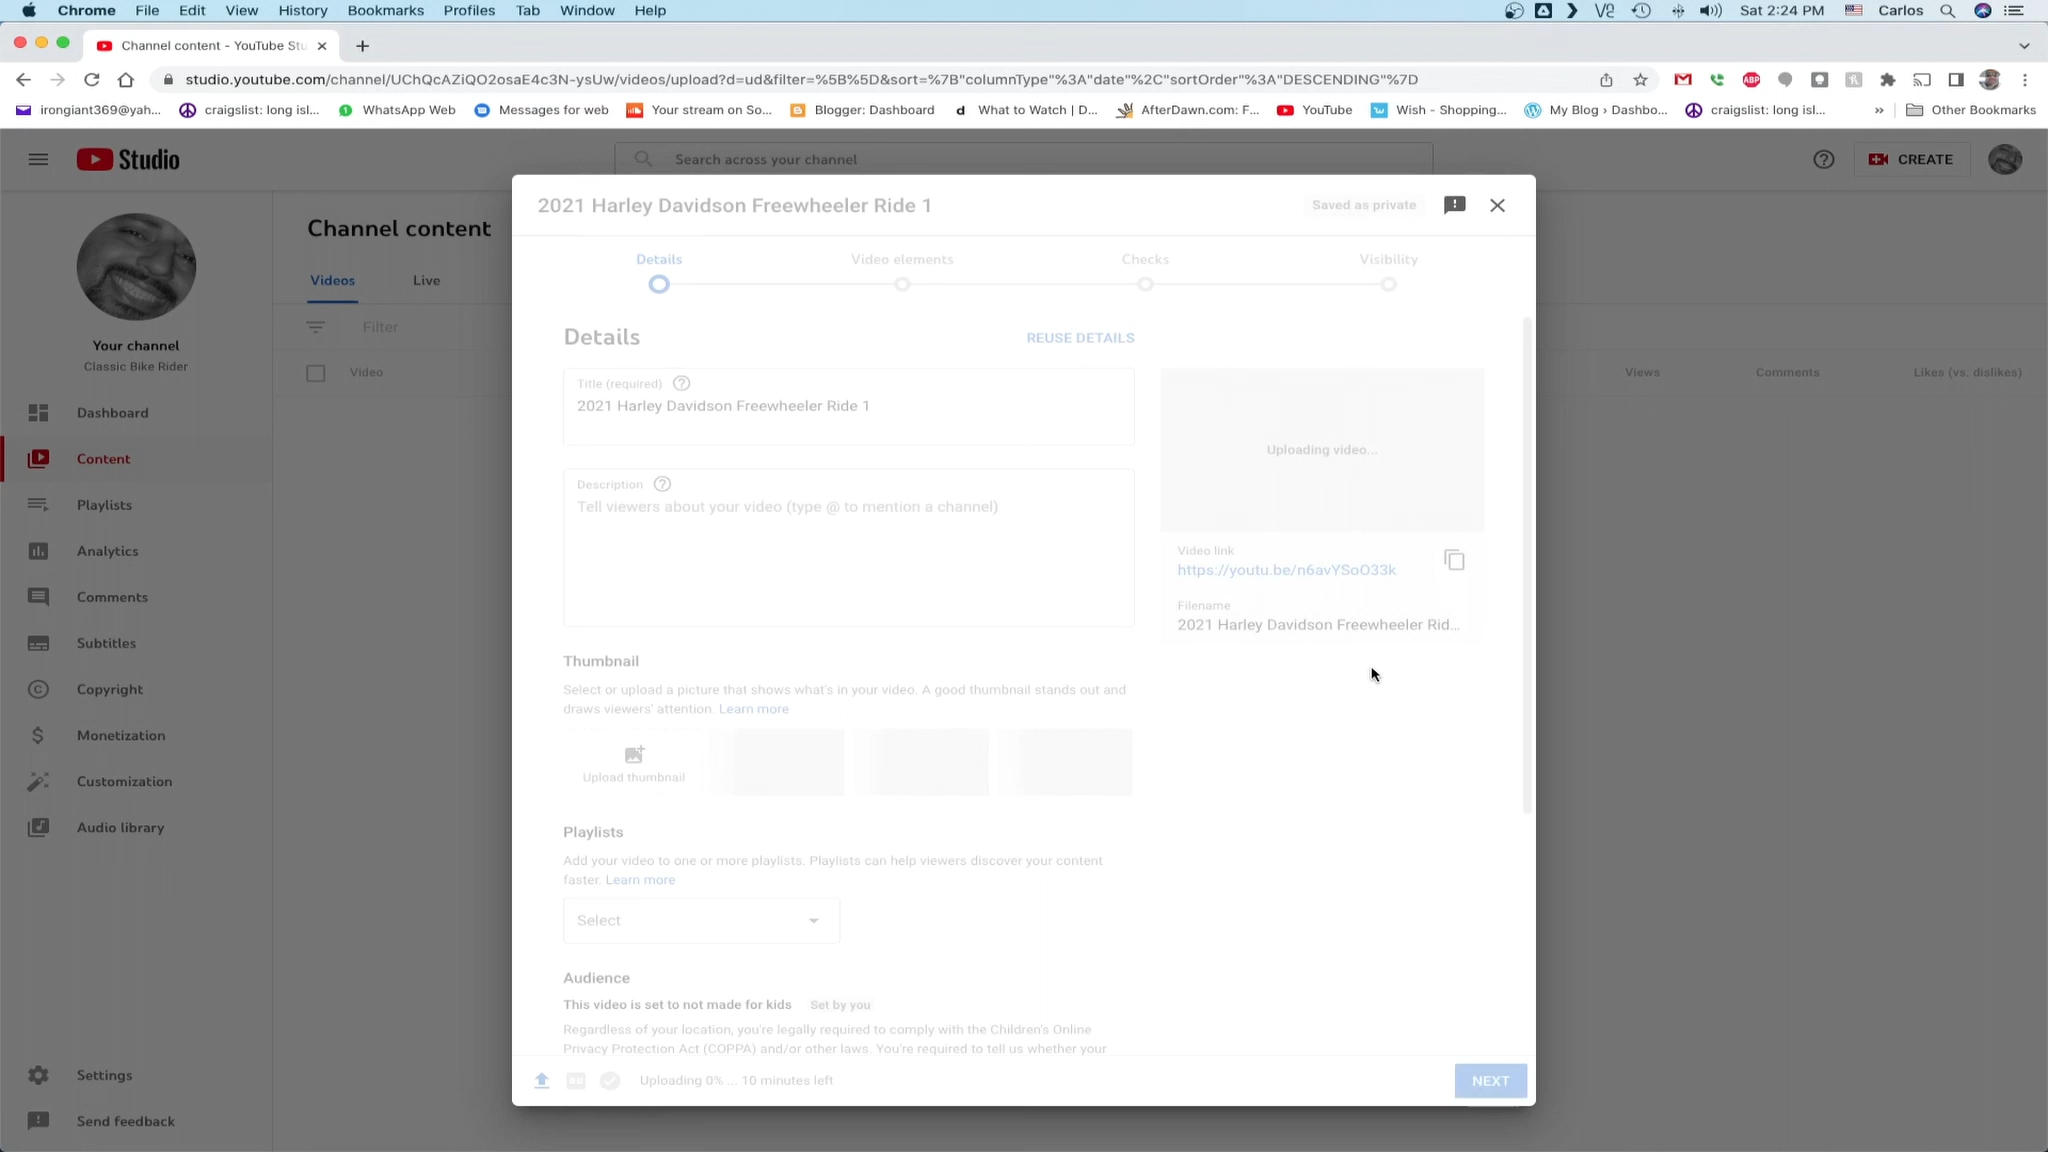 Chrome File Edit View History Bookmarks Profiles Tab Window Help Sat 2:24 PM Carlos
Channel content - YouTube Stu
studio.youtube.com/channel/UChQcAZiQO2osaE4c3N-ysUw/videos/upload?d=ud&filter=%5B%5D&sort=%7B"columnType"%3A"date"%2C"sortOrder"%3A"DESCENDING"%7D
irongiant369@yah... craigslist: long isl... WhatsApp Web Messages for web Your stream on So... Blogger: Dashboard What to Watch | D... AfterDawn.com: F... YouTube Wish - Shopping... My Blog › Dashbo... craigslist: long isl... » Other Bookmarks
Studio
Search across your channel
CREATE
Your channel
Classic Bike Rider
Dashboard
Content
Playlists
Analytics
Comments
Subtitles
Copyright
Monetization
Customization
Audio library
Settings
Send feedback
Channel content
Videos Live
Filter
Video Views Comments Likes (vs. dislikes)
2021 Harley Davidson Freewheeler Ride 1
Saved as private
Details Video elements Checks Visibility
Details
REUSE DETAILS
Title (required)
2021 Harley Davidson Freewheeler Ride 1
Description
Tell viewers about your video (type @ to mention a channel)
Uploading video...
Video link
https://youtu.be/n6avYSoO33k
Filename
2021 Harley Davidson Freewheeler Rid...
Thumbnail
Select or upload a picture that shows what's in your video. A good thumbnail stands out and
draws viewers' attention. Learn more
Upload thumbnail
Playlists
Add your video to one or more playlists. Playlists can help viewers discover your content
faster. Learn more
Select
Audience
This video is set to not made for kids Set by you
Regardless of your location, you're legally required to comply with the Children's Online
Privacy Protection Act (COPPA) and/or other laws. You're required to tell us whether your
Uploading 0% ... 10 minutes left
NEXT